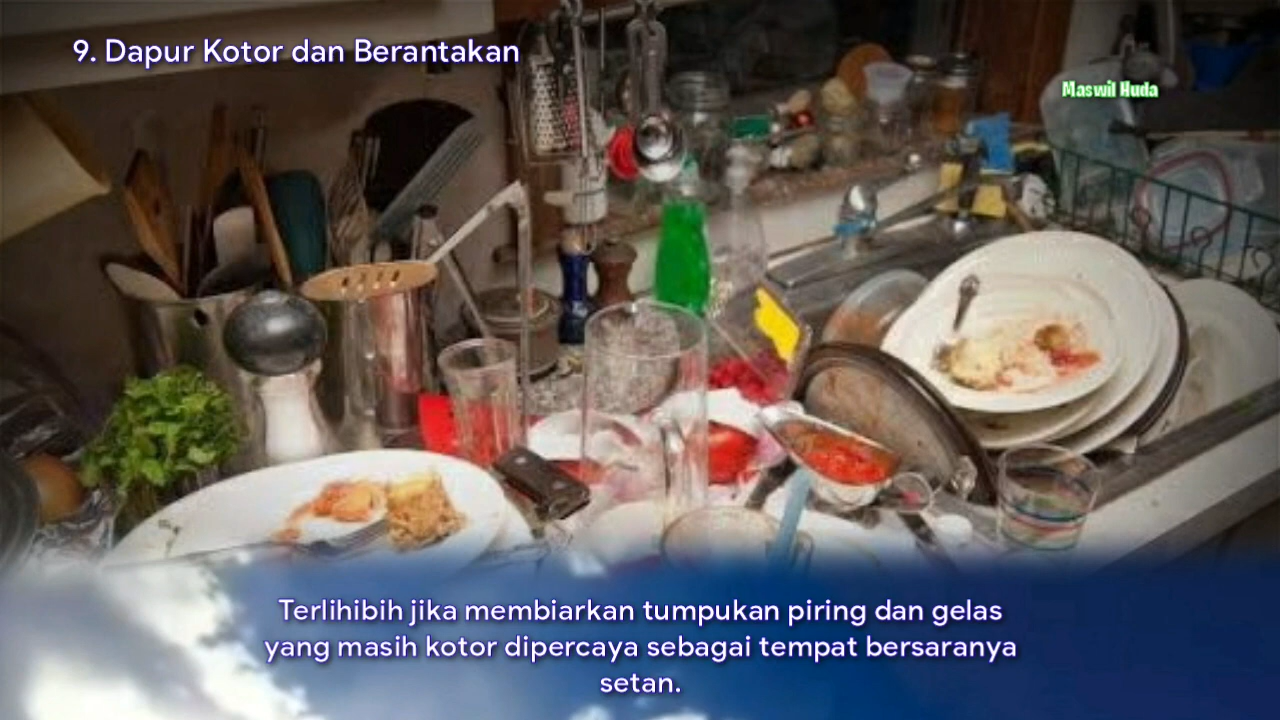 9. Dapur Kotor dan Berantakan
Maswil Huda
Terlihibih jika membiarkan tumpukan piring dan gelas
yang masih kotor dipercaya sebagai tempat bersaranya
setan.